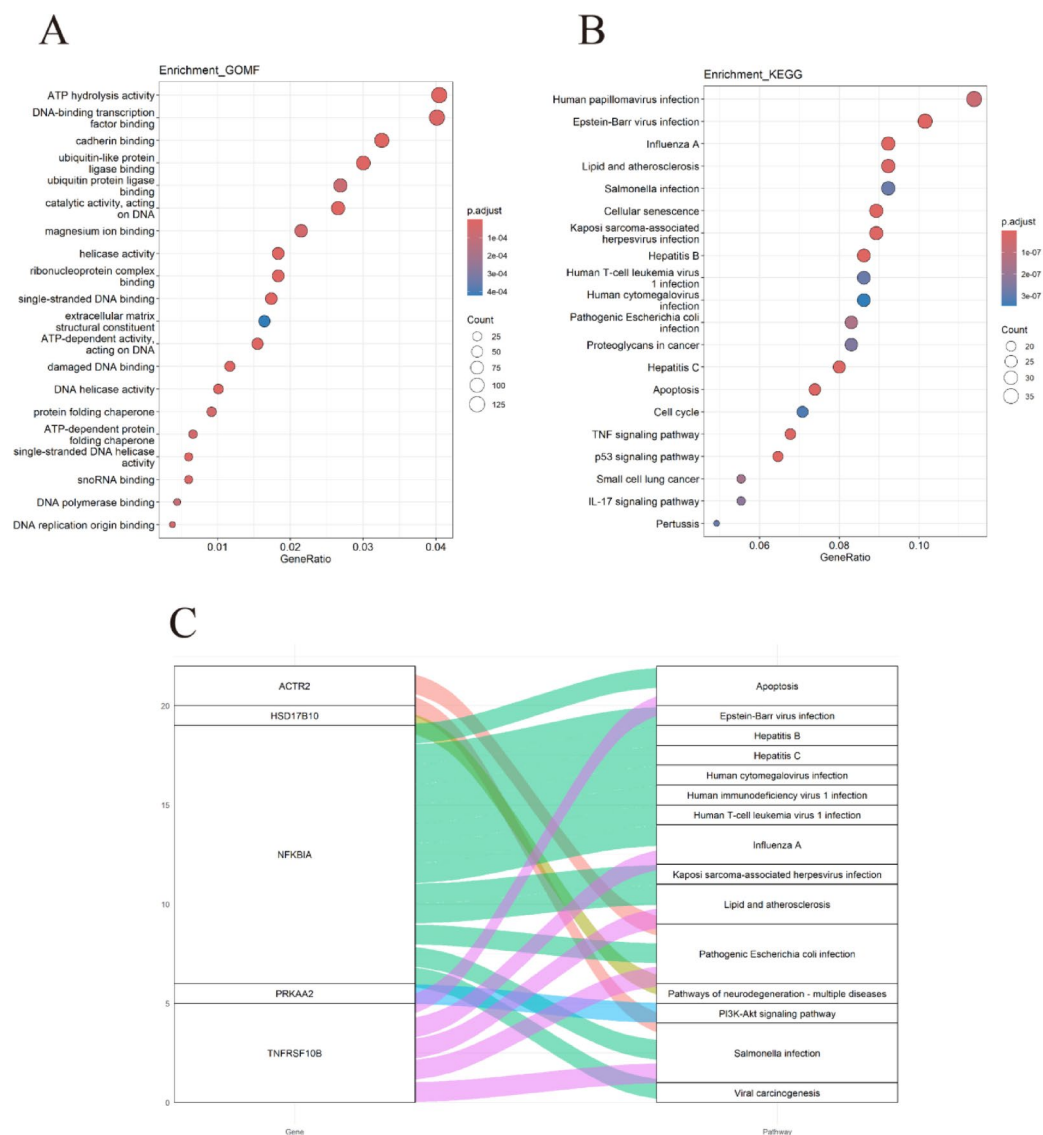 A
Enrichment_GOMF
ATP hydrolysis activity
DNA-binding transcription
factor binding
cadherin binding
ubiquitin-like protein
ligase binding
ubiquitin protein ligase
binding
catalytic activity, acting
on DNA
magnesium ion binding
helicase activity
ribonucleoprotein complex
binding
single-stranded DNA binding
extracellular matrix
structural constituent
ATP-dependent activity,
acting on DNA
damaged DNA binding
DNA helicase activity
protein folding chaperone
ATP-dependent protein
folding chaperone
single-stranded DNA helicase
activity
snoRNA binding
DNA polymerase binding
DNA replication origin binding
0.01 0.02 0.03 0.04
GeneRatio
p.adjust
1e-04
2e-04
3e-04
4e-04
Count
25
50
75
100
125
B
Enrichment_KEGG
Human papillomavirus infection
Epstein-Barr virus infection
Influenza A
Lipid and atherosclerosis
Salmonella infection
Cellular senescence
Kaposi sarcoma-associated
herpesvirus infection
Hepatitis B
Human T-cell leukemia virus
1 infection
Human cytomegalovirus
infection
Pathogenic Escherichia coli
infection
Proteoglycans in cancer
Hepatitis C
Apoptosis
Cell cycle
TNF signaling pathway
p53 signaling pathway
Small cell lung cancer
IL-17 signaling pathway
Pertussis
0.06 0.08 0.10
GeneRatio
p.adjust
1e-07
2e-07
3e-07
Count
20
25
30
35
C
20
15
10
5
0
ACTR2
HSD17B10
NFKBIA
PRKAA2
TNFRSF10B
Apoptosis
Epstein-Barr virus infection
Hepatitis B
Hepatitis C
Human cytomegalovirus infection
Human immunodeficiency virus 1 infection
Human T-cell leukemia virus 1 infection
Influenza A
Kaposi sarcoma-associated herpesvirus infection
Lipid and atherosclerosis
Pathogenic Escherichia coli infection
Pathways of neurodegeneration - multiple diseases
PI3K-Akt signaling pathway
Salmonella infection
Viral carcinogenesis
Gene
Pathway